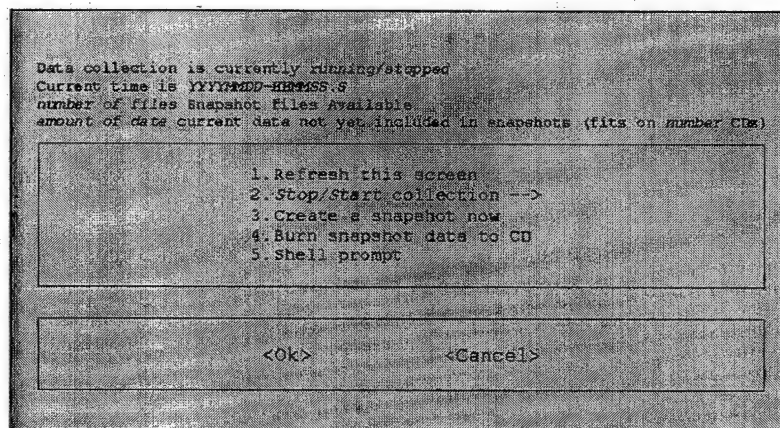 Data collection is currently running/stopped
Current time is YYYYMMDD-HHMMSS.S
number of files Snapshot Files Available
amount of data current data not yet included in snapshots (fits on number CDs)
1. Refresh this screen
2. Stop/Start collection -->
3. Create a snapshot now
4. Burn snapshot data to CD
5. Shell prompt
<Ok> <Cancel>